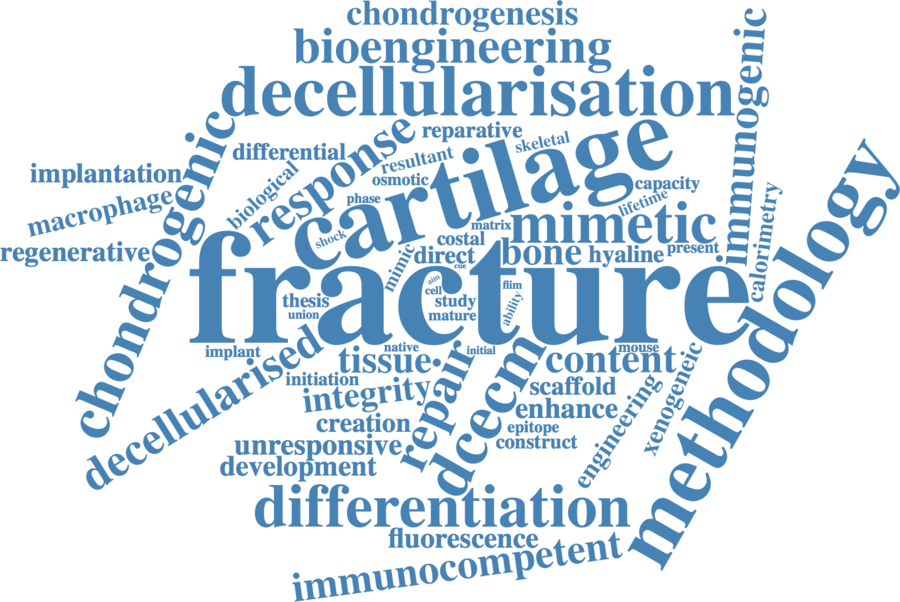 chondrogenesis
bioengineering
decellularisation
immunogenic
chondrogenic
response
reparative
skeletal
cartilage
differential
resultant
implantation
biological
osmotic
capacity
macrophage
phase
lifetime
calorimetry
methodology
regenerative
shock
matrix
mimetic
costal
direct
bone
hyaline
present
mimic
cue
fracture
aim
cell
flim
thesis
study
ability
union
mature
implant
native
initial
mouse
decellularised
tissue
repair
dcecm
content
xenogeneic
initiation
integrity
scaffold
engineering
creation
enhance
epitope
unresponsive
construct
development
differentiation
fluorescence
immunocompetent